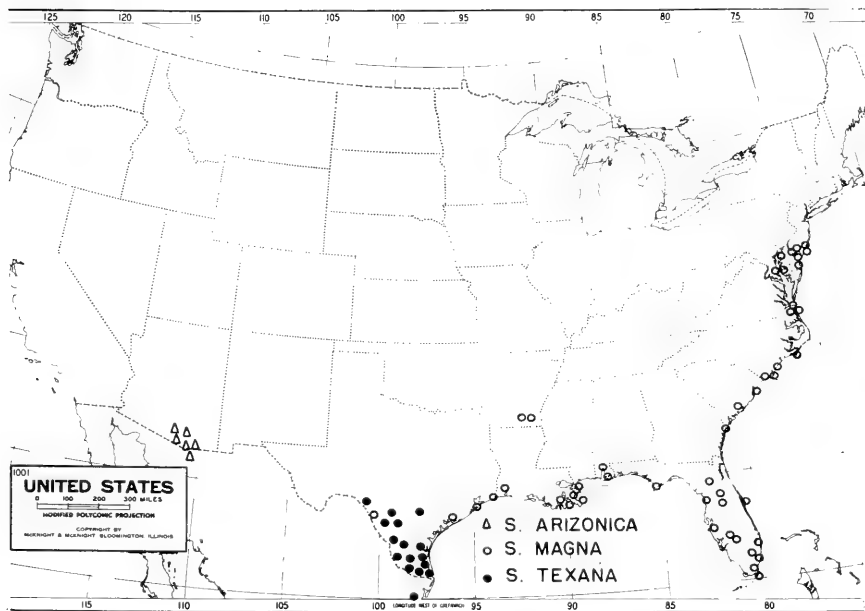 125 120 115 110 105 100 95 90 85 80 75 70
1001
UNITED STATES
0 100 200 300 MILES
MODIFIED POLYCONIC PROJECTION
COPYRIGHT BY
McKNIGHT & McKNIGHT BLOOMINGTON, ILLINOIS
S. ARIZONICA
S. MAGNA
S. TEXANA
115 110 105 100 95 90 85 80
LONGITUDE WEST OF GREENWICH